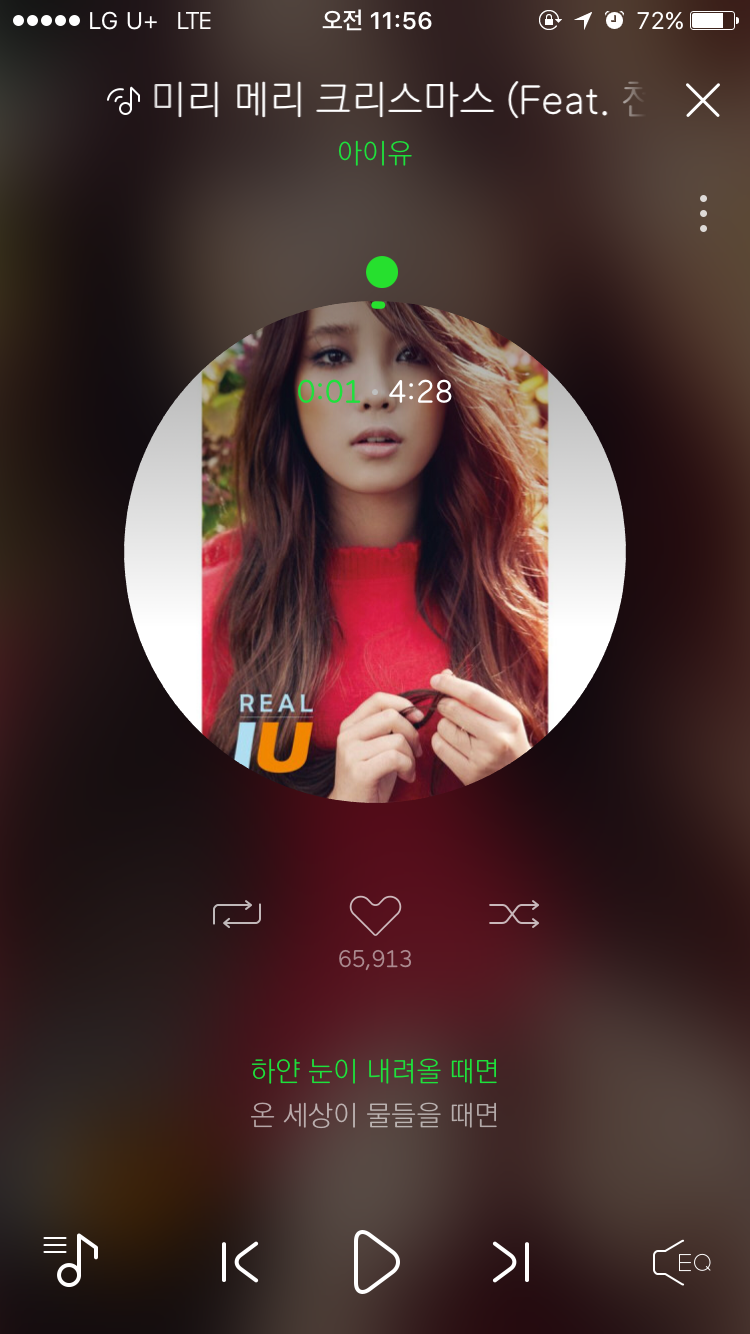 LG U+ LTE 오전 11:56 72%
미리 메리 크리스마스 (Feat.
아이유
0:01 4:28
REAL
IU
65,913
하얀 눈이 내려올 때면
온 세상이 물들을 때면
EQ